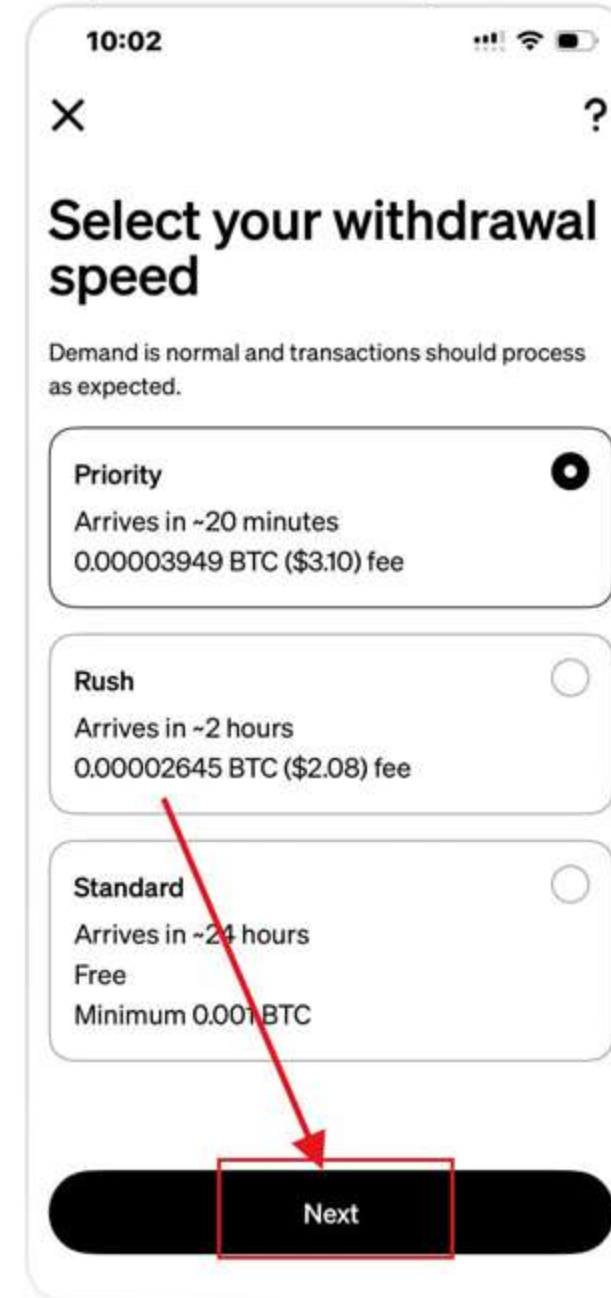 10:02
?
Select your withdrawal
speed
Demand is normal and transactions should process
as expected.
Priority
Arrives in ~20 minutes
0.00003949 BTC ($3.10) fee
Rush
Arrives in ~2 hours
0.00002645 BTC ($2.08) fee
Standard
Arrives in ~24 hours
Free
Minimum 0.001 BTC
Next